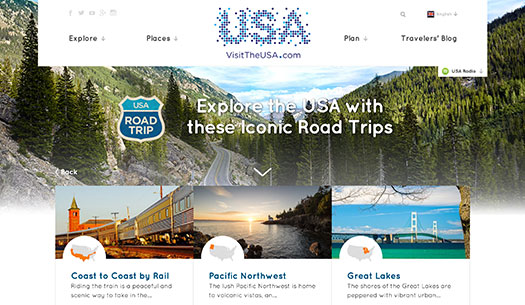 English
USA
Explore
Places
Plan
Travelers' Blog
VisitTheUSA.com
USA Radio
USA
ROAD
TRIP
Explore the USA with
these Iconic Road Trips
Back
Coast to Coast by Rail
Riding the train is a peaceful and
scenic way to take in the...
Pacific Northwest
The lush Pacific Northwest is home
to volcanic vistas, an...
Great Lakes
The shores of the Great Lakes are
peppered with vibrant urban...